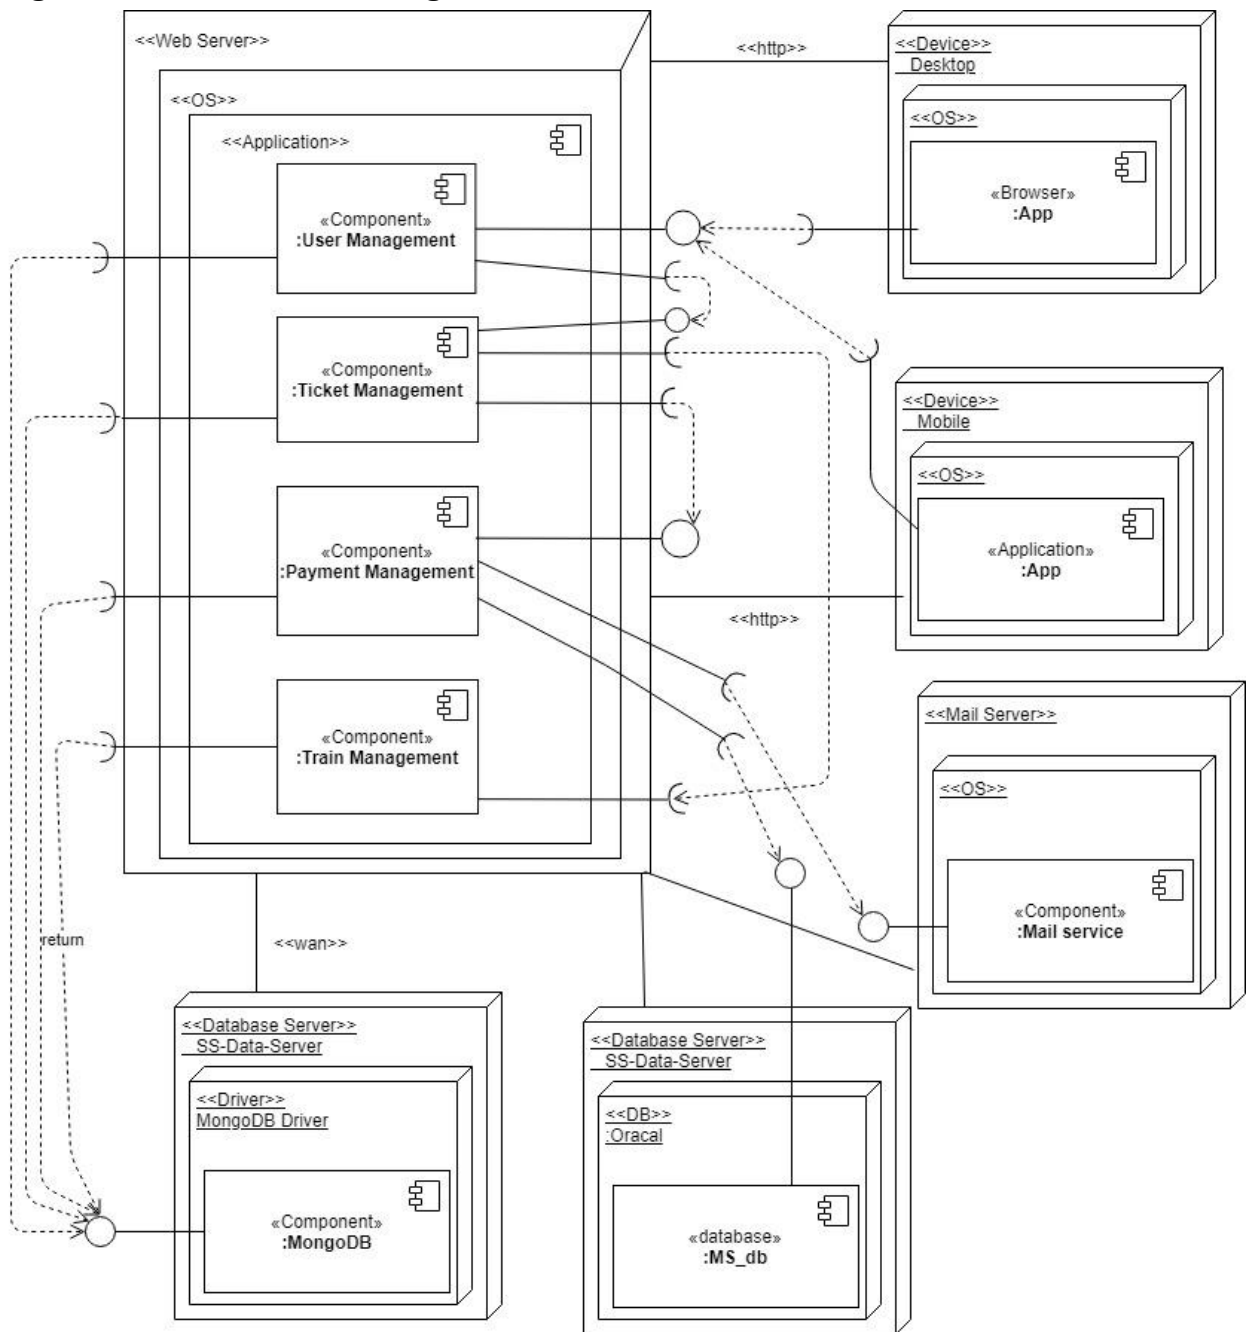 <<Web Server>>
<<OS>>
<<Application>>
«Component»
:User Management
«Component»
:Ticket Management
«Component»
:Payment Management
«Component»
:Train Management
<<http>>
<<Device>>
Desktop
<<OS>>
«Browser»
:App
<<Device>>
Mobile
<<OS>>
«Application»
:App
<<http>>
<<Mail Server>>
<<OS>>
«Component»
:Mail service
return
<<wan>>
<<Database Server>>
SS-Data-Server
<<Driver>>
MongoDB Driver
«Component»
:MongoDB
<<Database Server>>
SS-Data-Server
<<DB>>
:Oracal
«database»
:MS_db